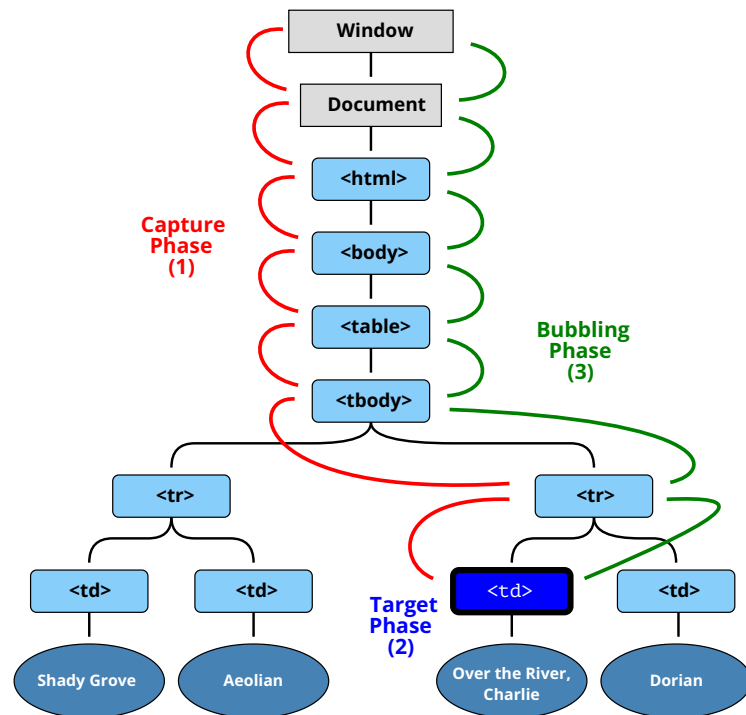 Window
Document
<html>
Capture
Phase
(1)
<body>
<table>
Bubbling
Phase
(3)
<tbody>
<tr>
<tr>
<td>
<td>
<td>
<td>
Target
Phase
(2)
Shady Grove
Aeolian
Over the River,
Charlie
Dorian